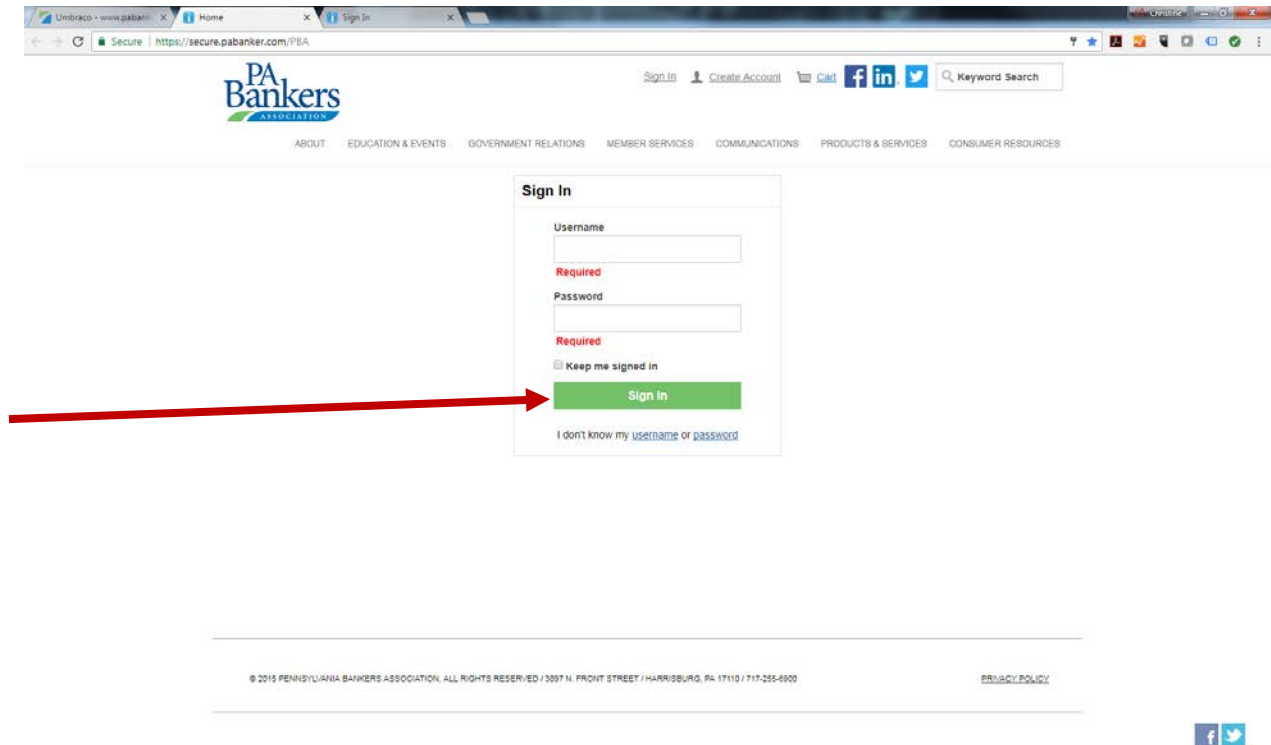 Umbraco - www.pabank
Home
Sign In
Christine
Secure | https://secure.pabanker.com/PBA
PA
Bankers
ASSOCIATION
Sign In Create Account Cart
Keyword Search
ABOUT EDUCATION & EVENTS GOVERNMENT RELATIONS MEMBER SERVICES COMMUNICATIONS PRODUCTS & SERVICES CONSUMER RESOURCES
Sign In
Username
Required
Password
Required
Keep me signed in
Sign In
I don't know my username or password
© 2015 PENNSYLVANIA BANKERS ASSOCIATION, ALL RIGHTS RESERVED / 3897 N. FRONT STREET / HARRISBURG, PA 17110 / 717-255-6900
PRIVACY POLICY